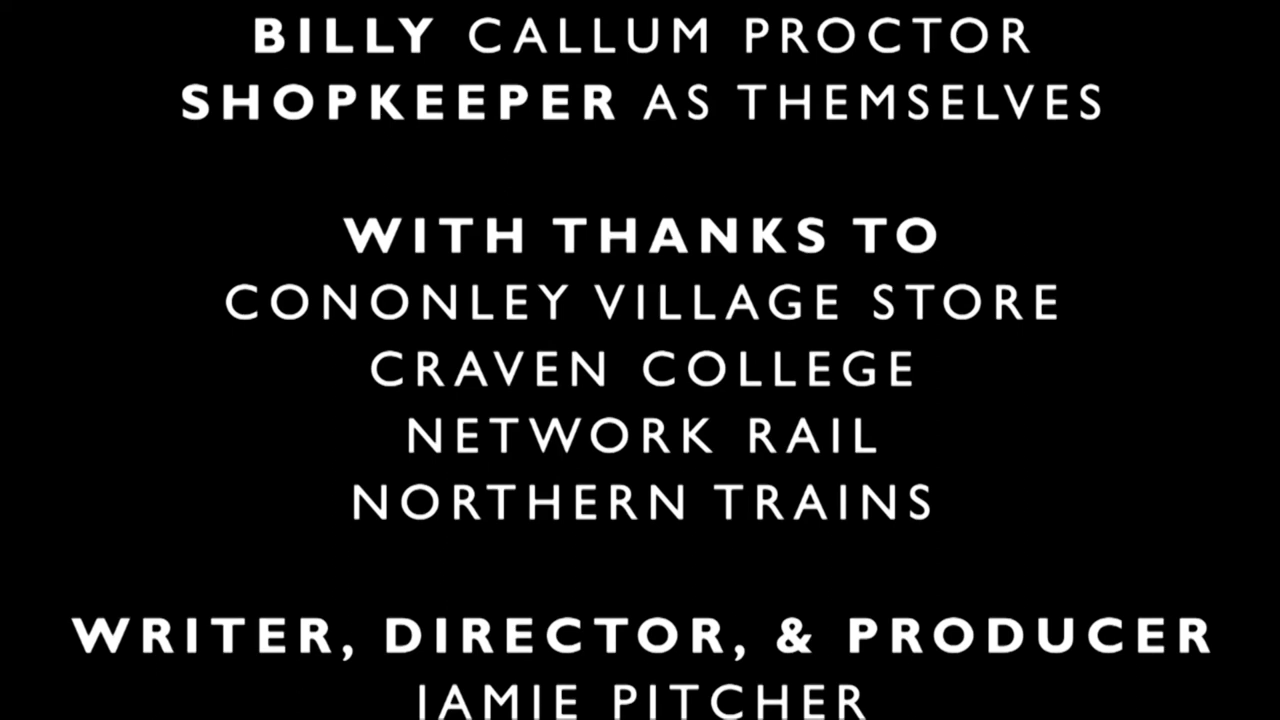 BILLY CALLUM PROCTOR
SHOPKEEPER AS THEMSELVES
WITH THANKS TO
CONONLEY VILLAGE STORE
CRAVEN COLLEGE
NETWORK RAIL
NORTHERN TRAINS
WRITER, DIRECTOR, & PRODUCER
JAMIE PITCHER